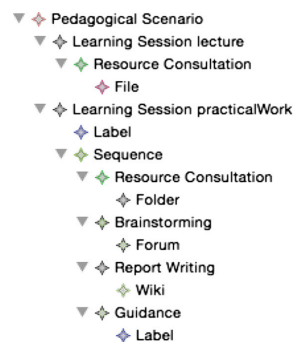 Pedagogical Scenario
Learning Session lecture
Resource Consultation
File
Learning Session practicalWork
Label
Sequence
Resource Consultation
Folder
Brainstorming
Forum
Report Writing
Wiki
Guidance
Label